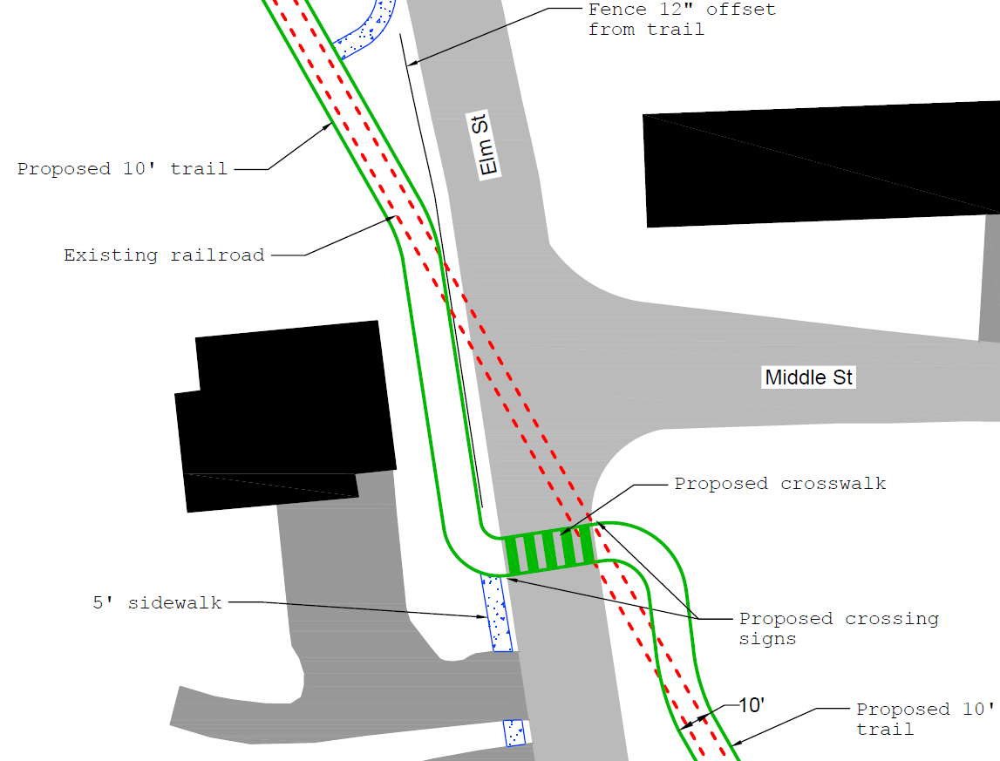 Fence 12" offset
from trail
Elm St
Proposed 10' trail
Existing railroad
Middle St
Proposed crosswalk
5' sidewalk
Proposed crossing
signs
10'
Proposed 10'
trail